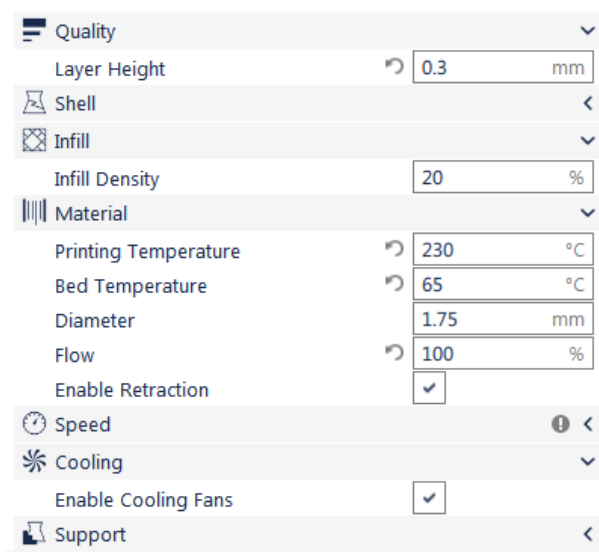 Quality
Layer Height 0.3 mm
Shell
Infill
Infill Density 20 %
Material
Printing Temperature 230 °C
Bed Temperature 65 °C
Diameter 1.75 mm
Flow 100 %
Enable Retraction
Speed
Cooling
Enable Cooling Fans
Support